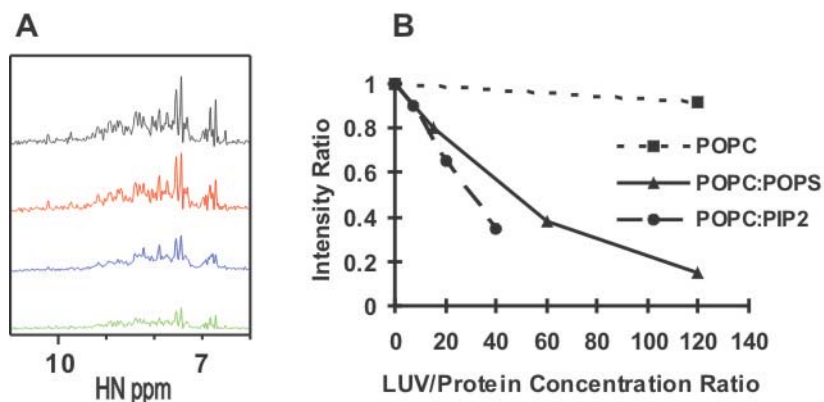 A
10
7
HN ppm
B
Intensity Ratio
1
0.8
0.6
0.4
0.2
0
0 20 40 60 80 100 120 140
LUV/Protein Concentration Ratio
POPC
POPC:POPS
POPC:PIP2